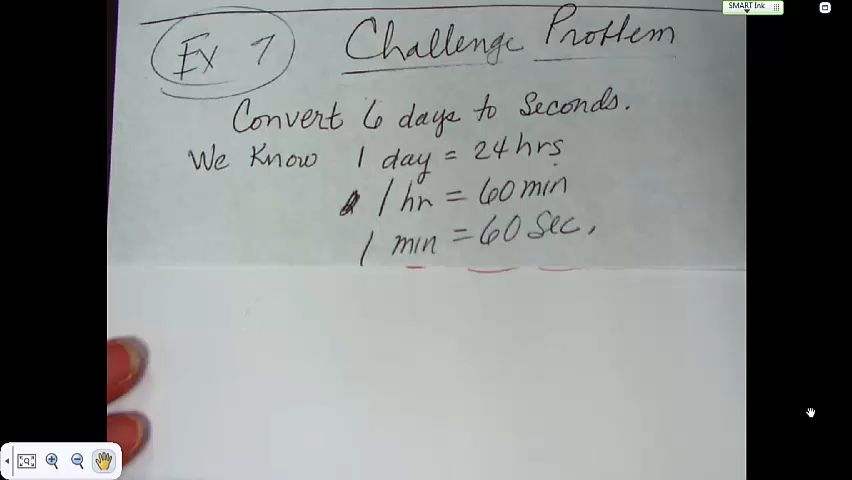 SMART Ink
Ex 7 Challenge Problem
Convert 6 days to Seconds.
We Know 1 day = 24 hrs
1 hr = 60 min
1 min = 60 Sec.